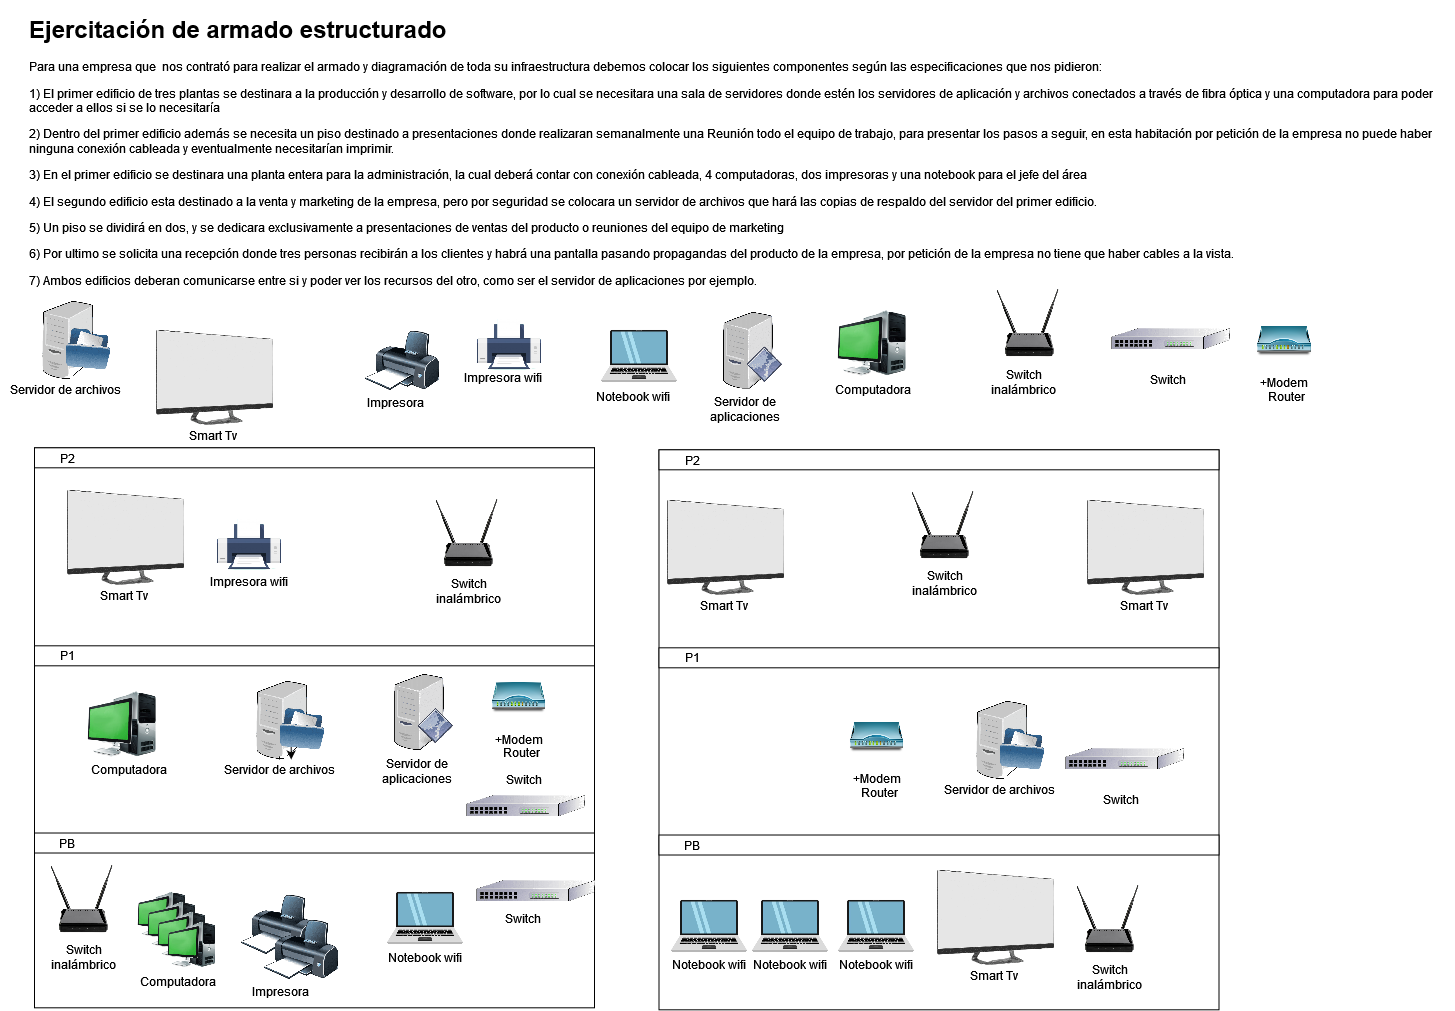 Ejercitación de armado estructurado
Para una empresa que  nos contrató para realizar el armado y diagramación de toda su infraestructura debemos colocar los siguientes componentes según las especificaciones que nos pidieron:
1) El primer edificio de tres plantas se destinara a la producción y desarrollo de software, por lo cual se necesitara una sala de servidores donde estén los servidores de aplicación y archivos conectados a través de fibra óptica y una computadora para poder
acceder a ellos si se lo necesitaría
2) Dentro del primer edificio además se necesita un piso destinado a presentaciones donde realizaran semanalmente una Reunión todo el equipo de trabajo, para presentar los pasos a seguir, en esta habitación por petición de la empresa no puede haber
ninguna conexión cableada y eventualmente necesitarían imprimir.
3) En el primer edificio se destinara una planta entera para la administración, la cual deberá contar con conexión cableada, 4 computadoras, dos impresoras y una notebook para el jefe del área
4) El segundo edificio esta destinado a la venta y marketing de la empresa, pero por seguridad se colocara un servidor de archivos que hará las copias de respaldo del servidor del primer edificio.
5) Un piso se dividirá en dos, y se dedicara exclusivamente a presentaciones de ventas del producto o reuniones del equipo de marketing
6) Por ultimo se solicita una recepción donde tres personas recibirán a los clientes y habrá una pantalla pasando propagandas del producto de la empresa, por petición de la empresa no tiene que haber cables a la vista.
7) Ambos edificios deberan comunicarse entre si y poder ver los recursos del otro, como ser el servidor de aplicaciones por ejemplo.
Servidor de archivos
Smart Tv
Impresora
Impresora wifi
Notebook wifi
Servidor de
aplicaciones
Computadora
Switch
inalámbrico
Switch
+Modem
Router
P2
Smart Tv
Impresora wifi
Switch
inalámbrico
P1
Computadora
Servidor de archivos
Servidor de
aplicaciones
+Modem
Router
Switch
PB
Switch
inalámbrico
Computadora
Impresora
Notebook wifi
Switch
P2
Smart Tv
Switch
inalámbrico
Smart Tv
P1
+Modem
Router
Servidor de archivos
Switch
PB
Notebook wifi
Notebook wifi
Notebook wifi
Smart Tv
Switch
inalámbrico